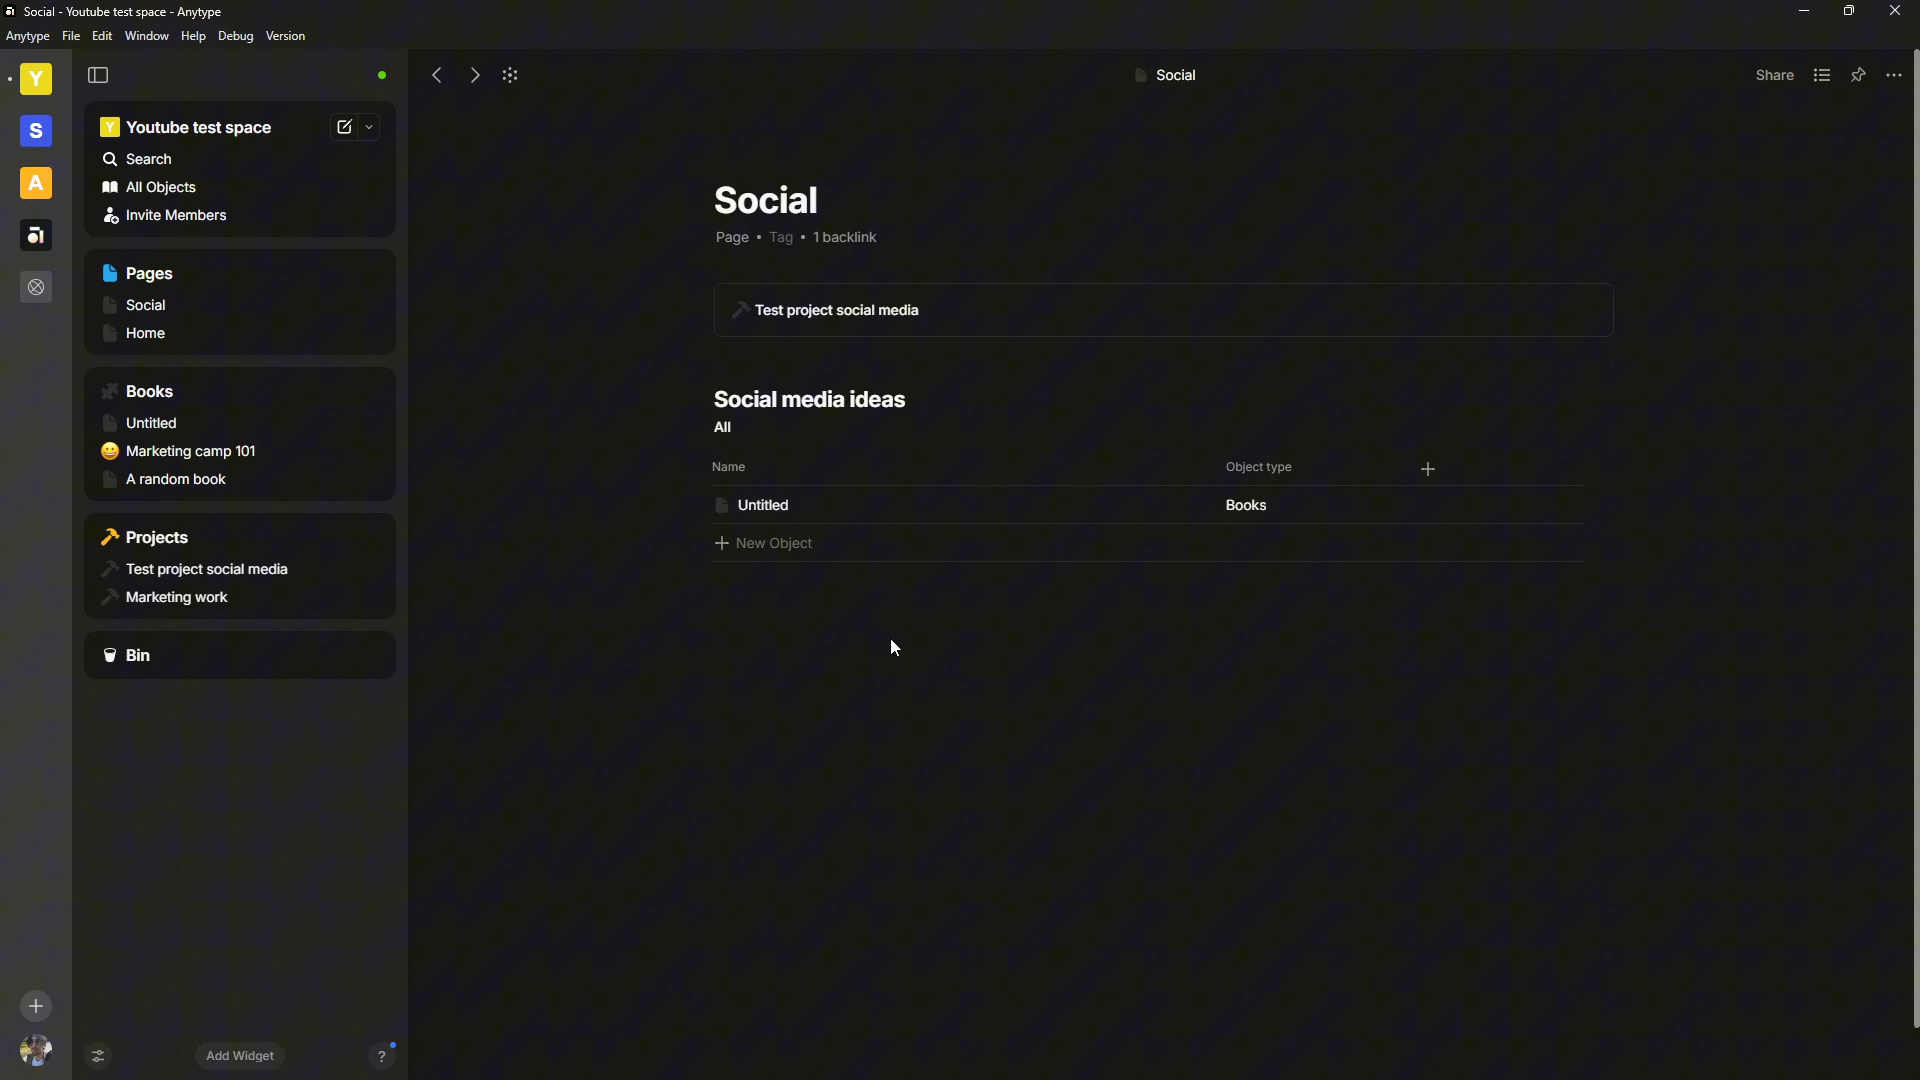 Social - Youtube test space - Anytype
Anytype File Edit Window Help Debug Version
Y
S
A
Y Youtube test space
Search
All Objects
Invite Members
Pages
Social
Home
Books
Untitled
Marketing camp 101
A random book
Projects
Test project social media
Marketing work
Bin
Add Widget
?
Social
Share
Social
Page • Tag • 1 backlink
Test project social media
Social media ideas
All
Name Object type
Untitled Books
New Object